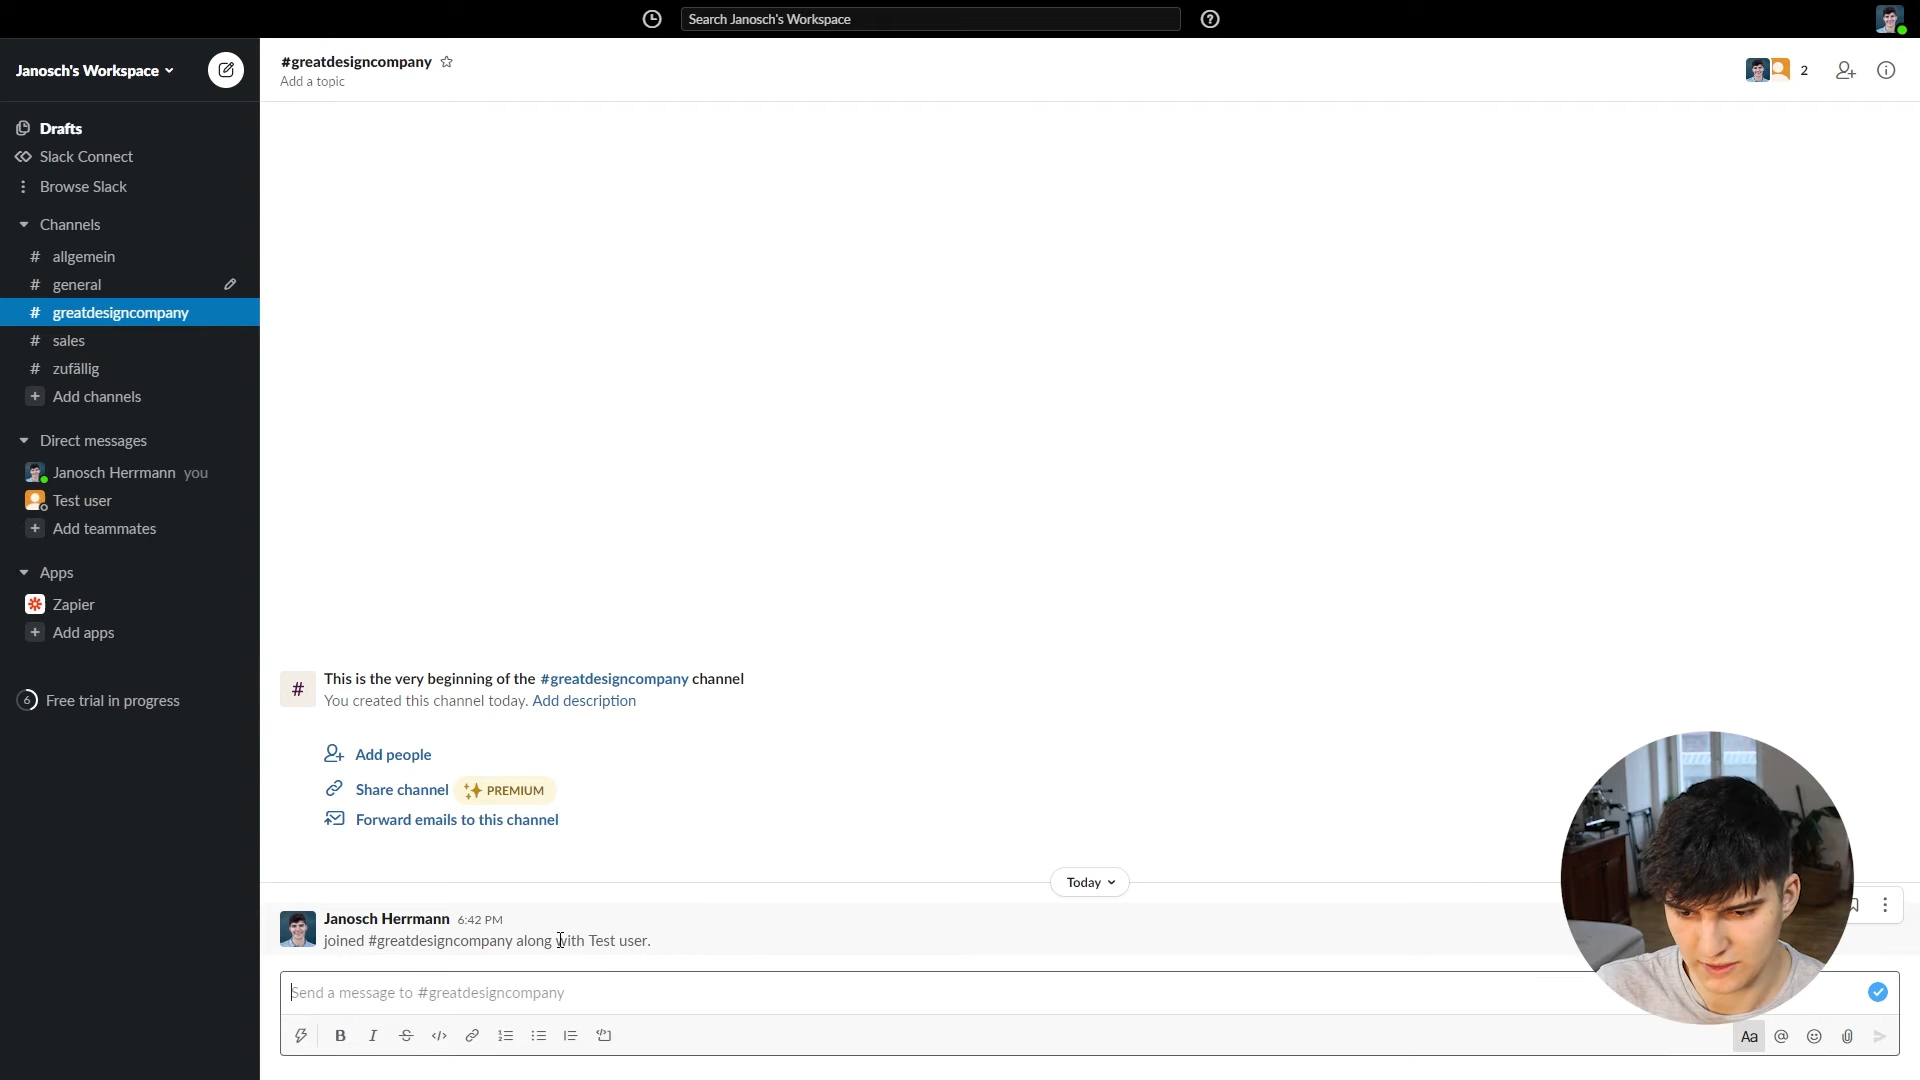 Search Janosch's Workspace
Janosch's Workspace
#greatdesigncompany
Add a topic
2
Drafts
Slack Connect
Browse Slack
Channels
# allgemein
# general
# greatdesigncompany
# sales
# zufällig
+ Add channels
Direct messages
Janosch Herrmann you
Test user
+ Add teammates
Apps
Zapier
+ Add apps
6 Free trial in progress
# This is the very beginning of the #greatdesigncompany channel
You created this channel today. Add description
Add people
Share channel PREMIUM
Forward emails to this channel
Today
Janosch Herrmann 6:42 PM
joined #greatdesigncompany along with Test user.
Send a message to #greatdesigncompany
B I S </> Aa @